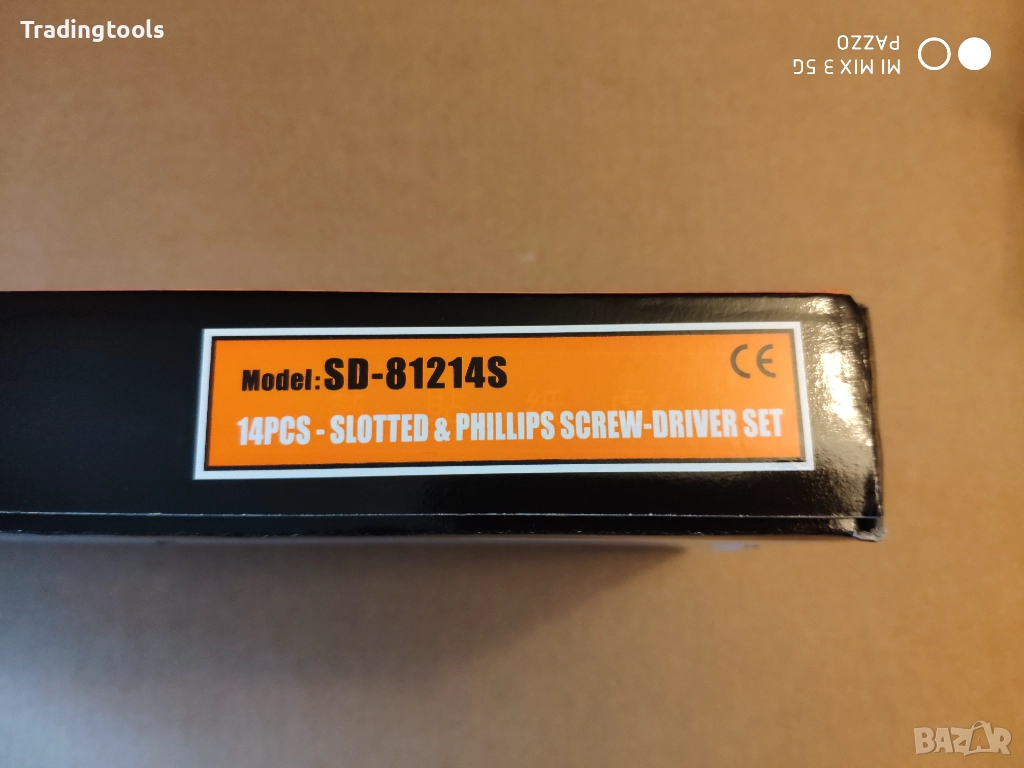 Tradingtools
MI MIX 3 5G
PAZZO
Model: SD-81214S
CE
14PCS - SLOTTED & PHILLIPS SCREW-DRIVER SET
BAZAR